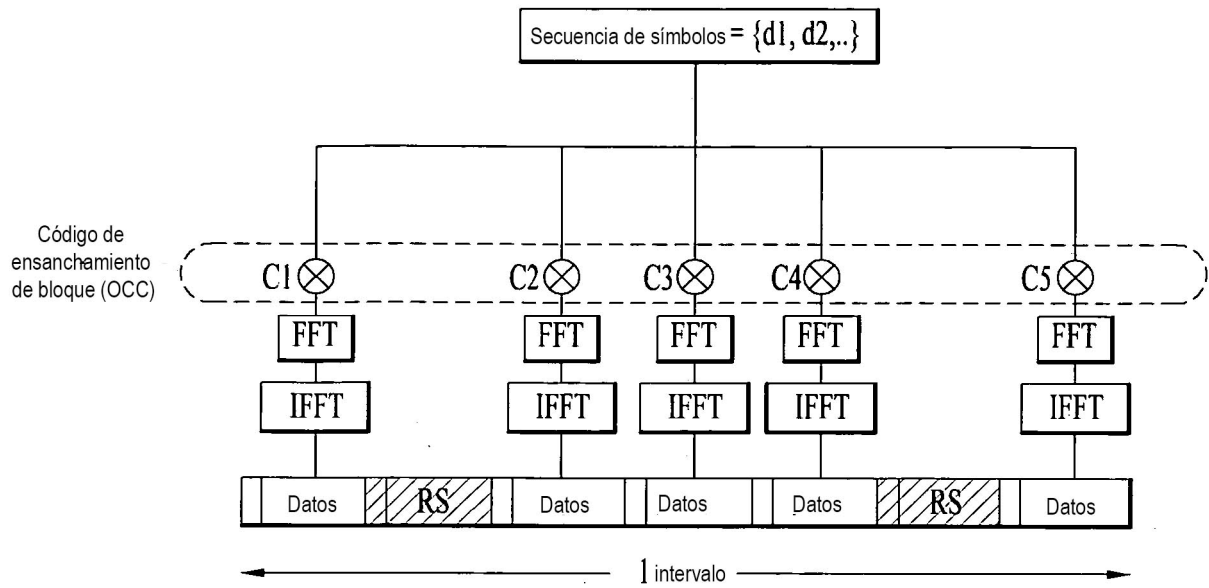 Secuencia de símbolos = {d1, d2,..}
Código de
ensanchamiento
de bloque (OCC)
C1 C2 C3 C4 C5
FFT FFT FFT FFT FFT
IFFT IFFT IFFT IFFT IFFT
Datos RS Datos Datos Datos RS Datos
1 intervalo